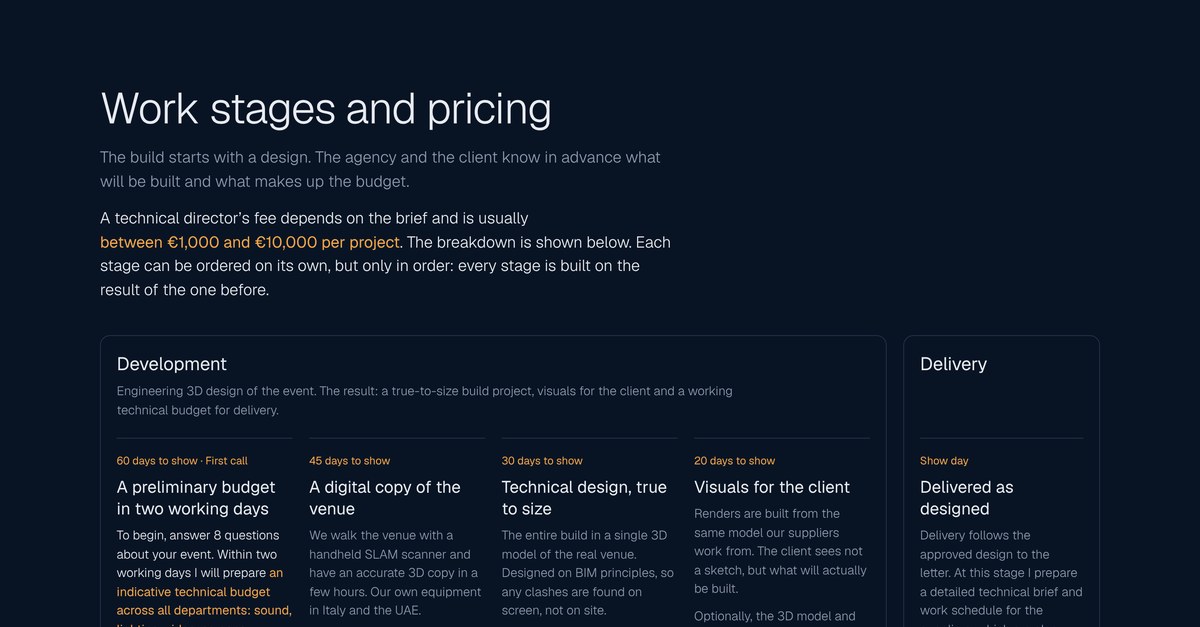 Work stages and pricing
The build starts with a design. The agency and the client know in advance what
will be built and what makes up the budget.
A technical director’s fee depends on the brief and is usually
between €1,000 and €10,000 per project. The breakdown is shown below. Each
stage can be ordered on its own, but only in order: every stage is built on the
result of the one before.
Development
Engineering 3D design of the event. The result: a true-to-size build project, visuals for the client and a working
technical budget for delivery.
60 days to show · First call
A preliminary budget
in two working days
To begin, answer 8 questions
about your event. Within two
working days I will prepare an
indicative technical budget
across all departments: sound,
45 days to show
A digital copy of the
venue
We walk the venue with a
handheld SLAM scanner and
have an accurate 3D copy in a
few hours. Our own equipment
in Italy and the UAE.
30 days to show
Technical design, true
to size
The entire build in a single 3D
model of the real venue.
Designed on BIM principles, so
any clashes are found on
screen, not on site.
20 days to show
Visuals for the client
Renders are built from the
same model our suppliers
work from. The client sees not
a sketch, but what will actually
be built.
Optionally, the 3D model and
Delivery
Show day
Delivered as
designed
Delivery follows the
approved design to the
letter. At this stage I prepare
a detailed technical brief and
work schedule for the